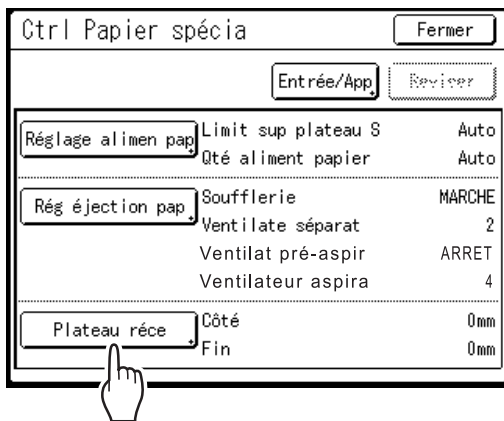 Ctrl Papier spécia Fermer
Entrée/App Reviser
Réglage alimen pap Limit sup plateau S Auto
Qté aliment papier Auto
Rég éjection pap Soufflerie MARCHE
Ventilate séparat 2
Ventilat pré-aspir ARRET
Ventilateur aspira 4
Plateau réce Côté 0mm
Fin 0mm